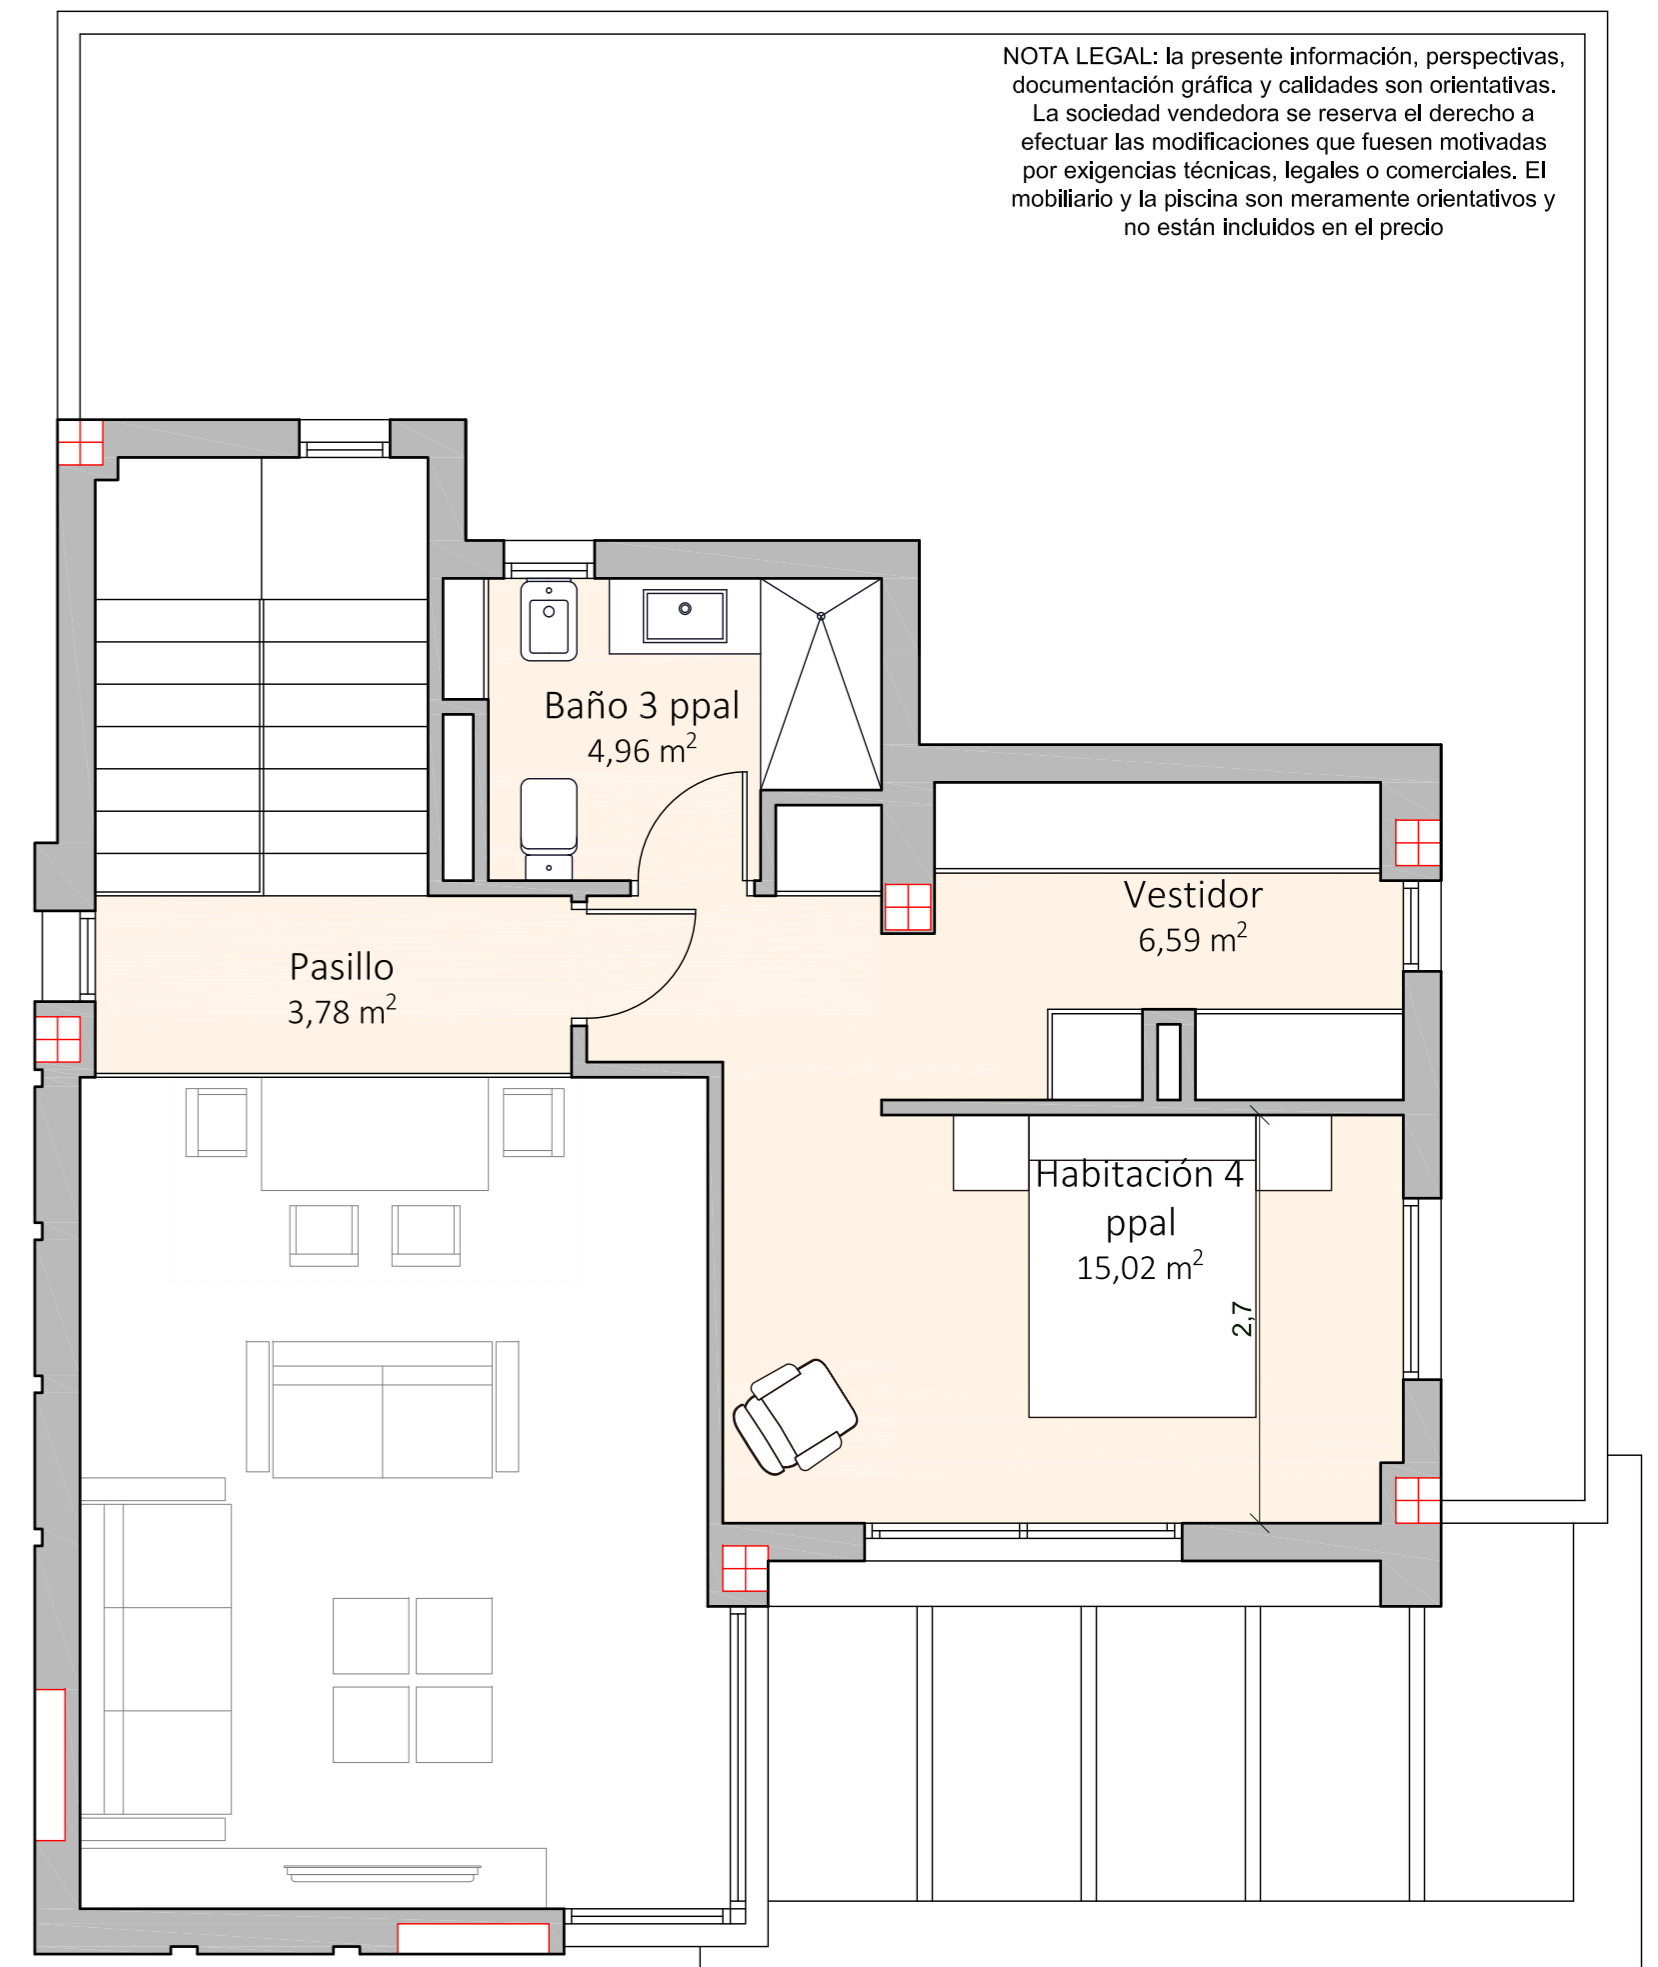 NOTA LEGAL: la presente información, perspectivas,
documentación gráfica y calidades son orientativas.
La sociedad vendedora se reserva el derecho a
efectuar las modificaciones que fuesen motivadas
por exigencias técnicas, legales o comerciales. El
mobiliario y la piscina son meramente orientativos y
no están incluidos en el precio
Baño 3 ppal
4,96 m²
Vestidor
6,59 m²
Pasillo
3,78 m²
Habitación 4
ppal
15,02 m²
2,7